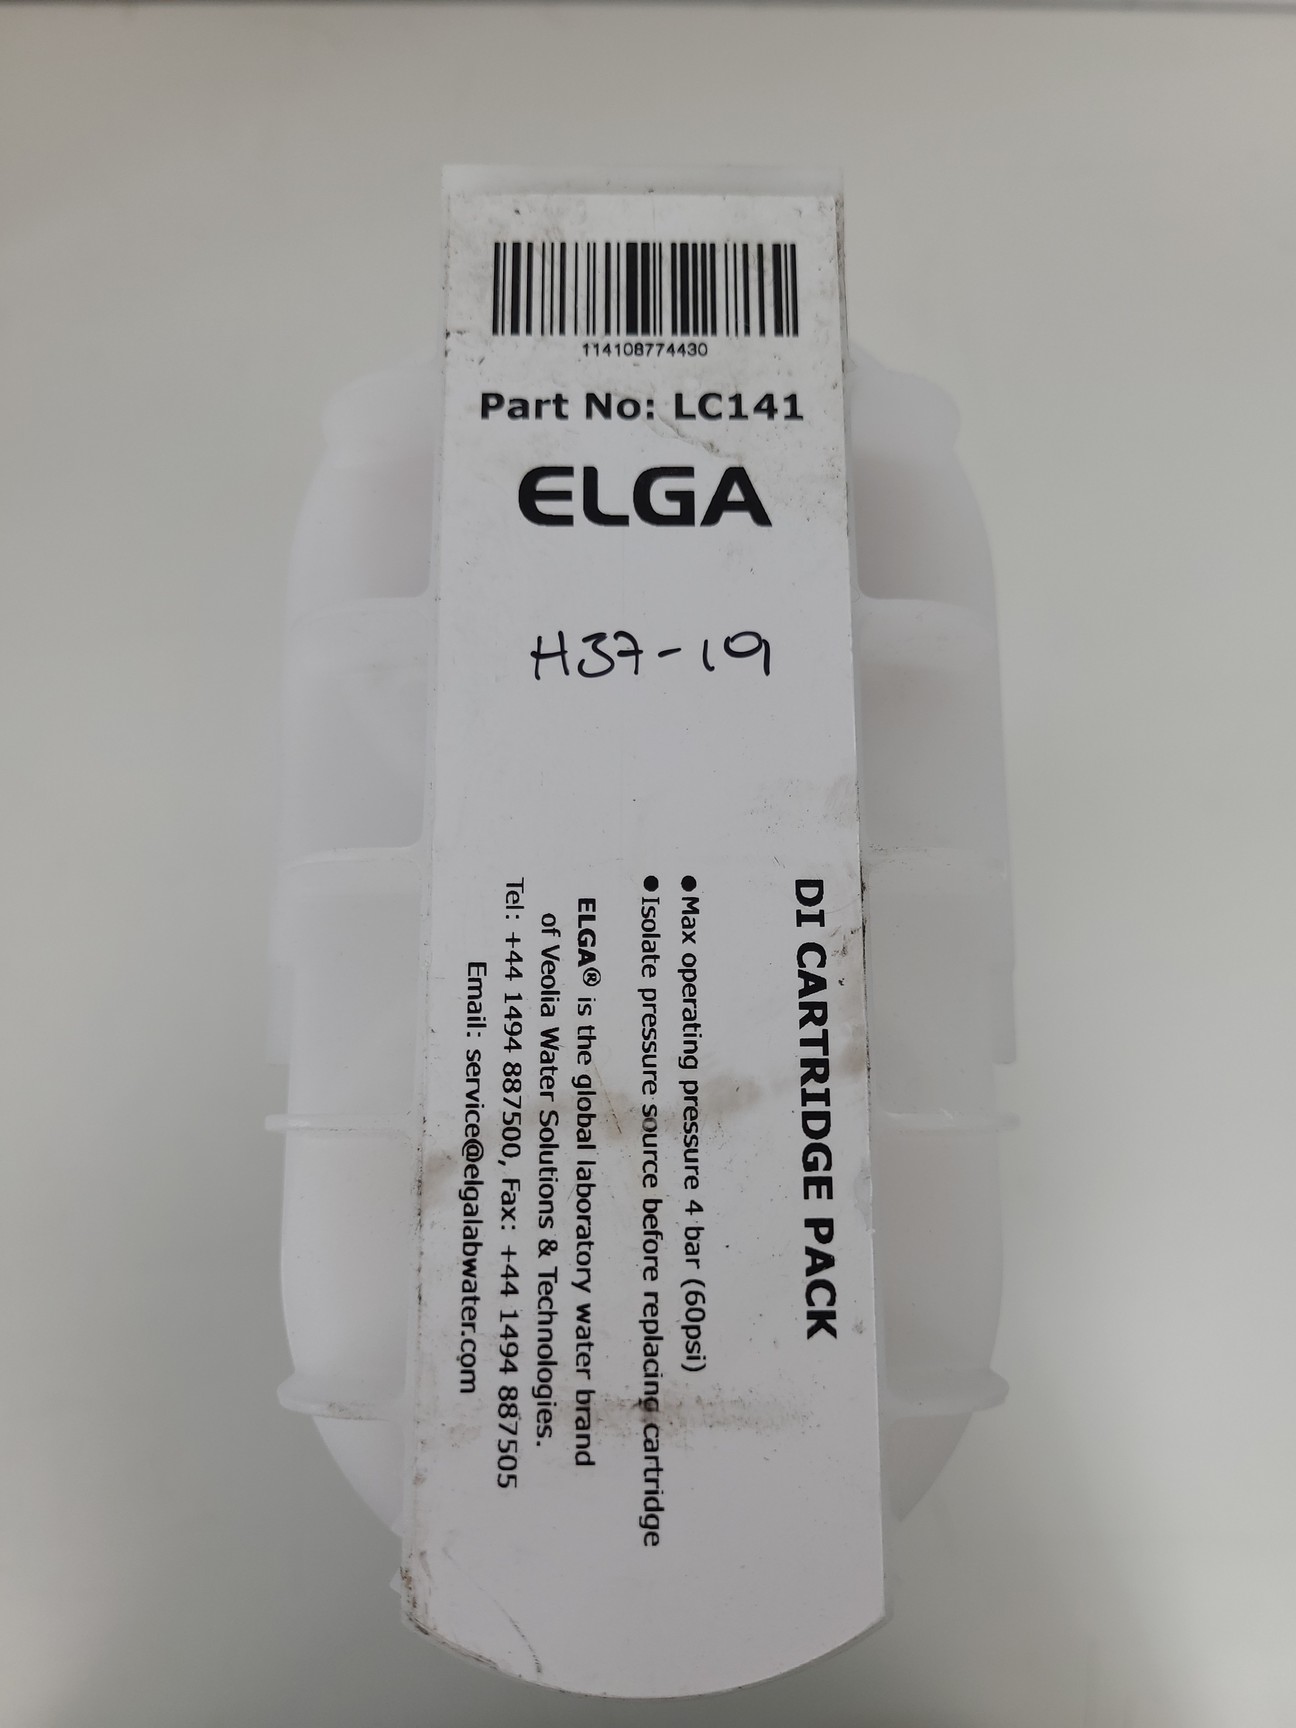 114108774430
Part No: LC141
ELGA
H37-19
DI CARTRIDGE PACK
● Max operating pressure 4 bar (60psi)
● Isolate pressure source before replacing cartridge
ELGA® is the global laboratory water brand
of Veolia Water Solutions & Technologies.
Tel: +44 1494 887500, Fax: +44 1494 887505
Email: service@elgalabwater.com